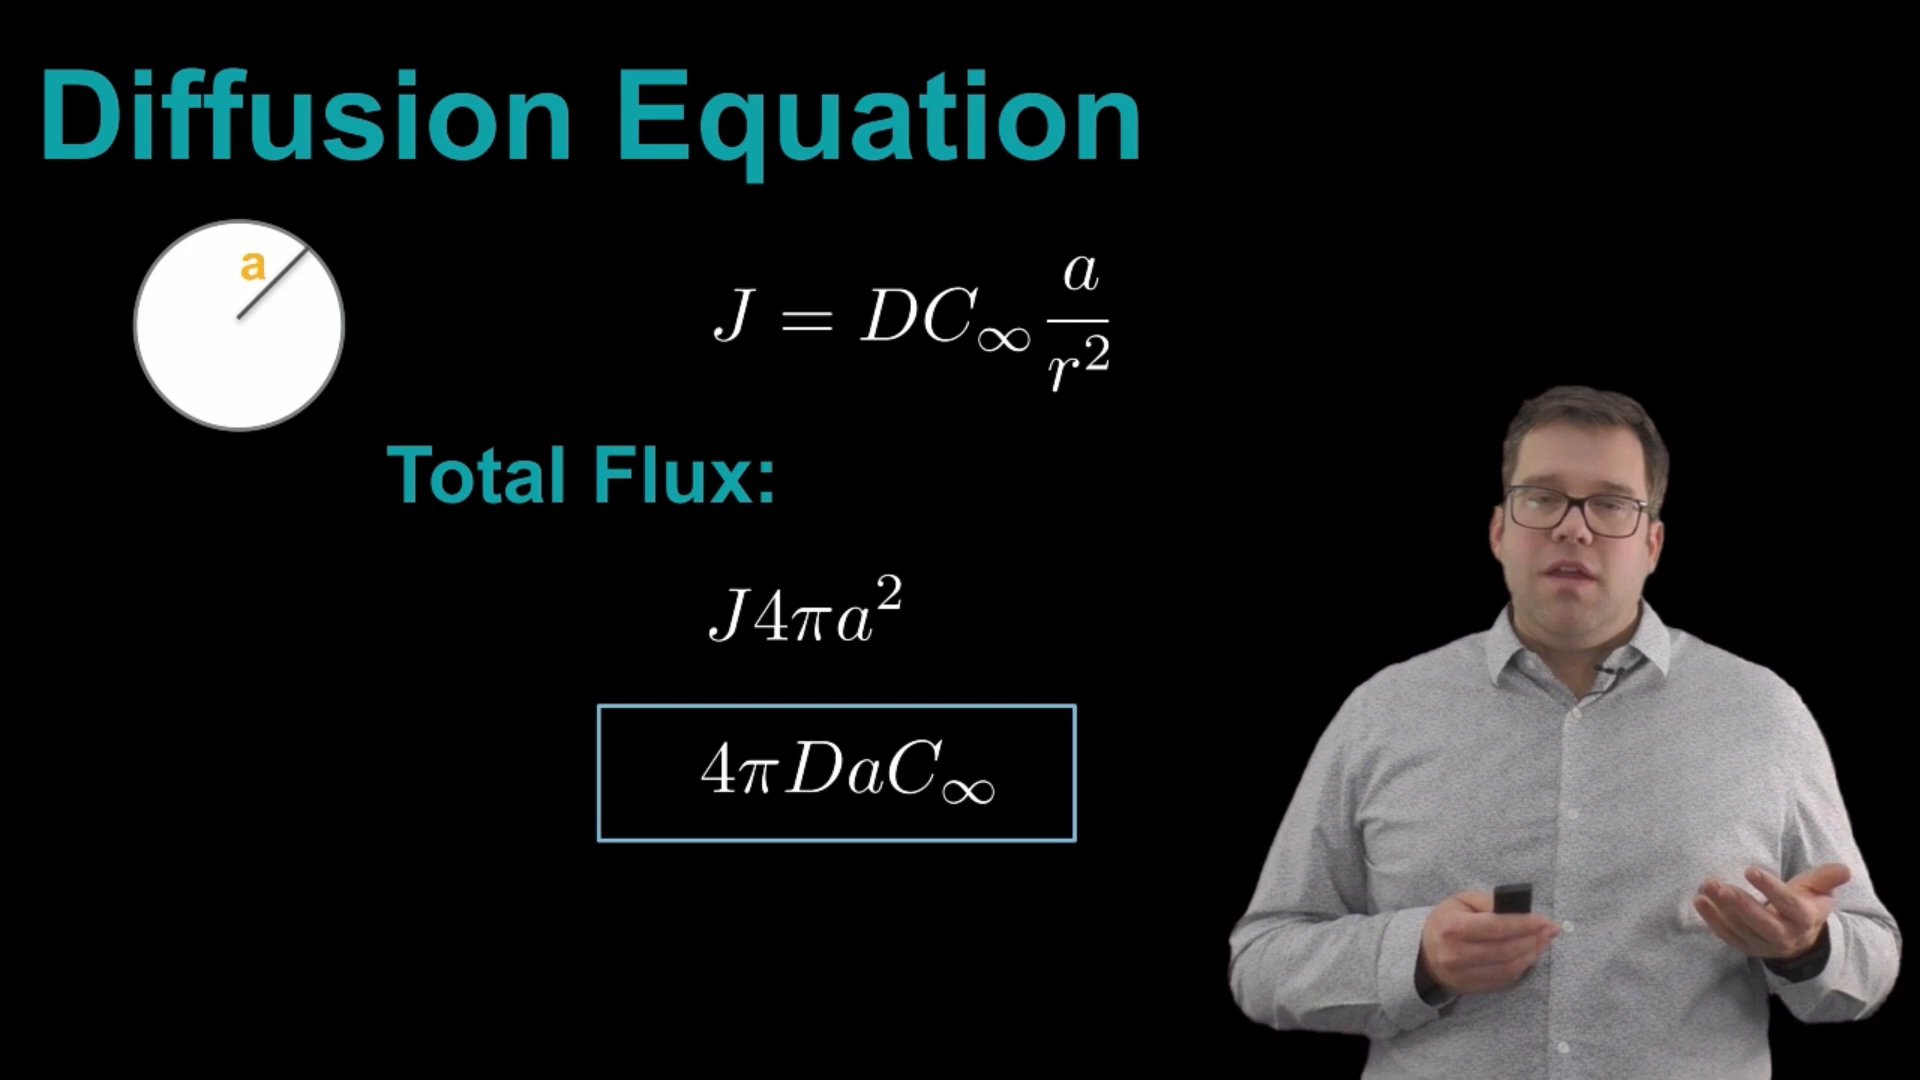 Diffusion Equation
a
J = DC∞ a/r²
Total Flux:
J4πa²
4πDaC∞